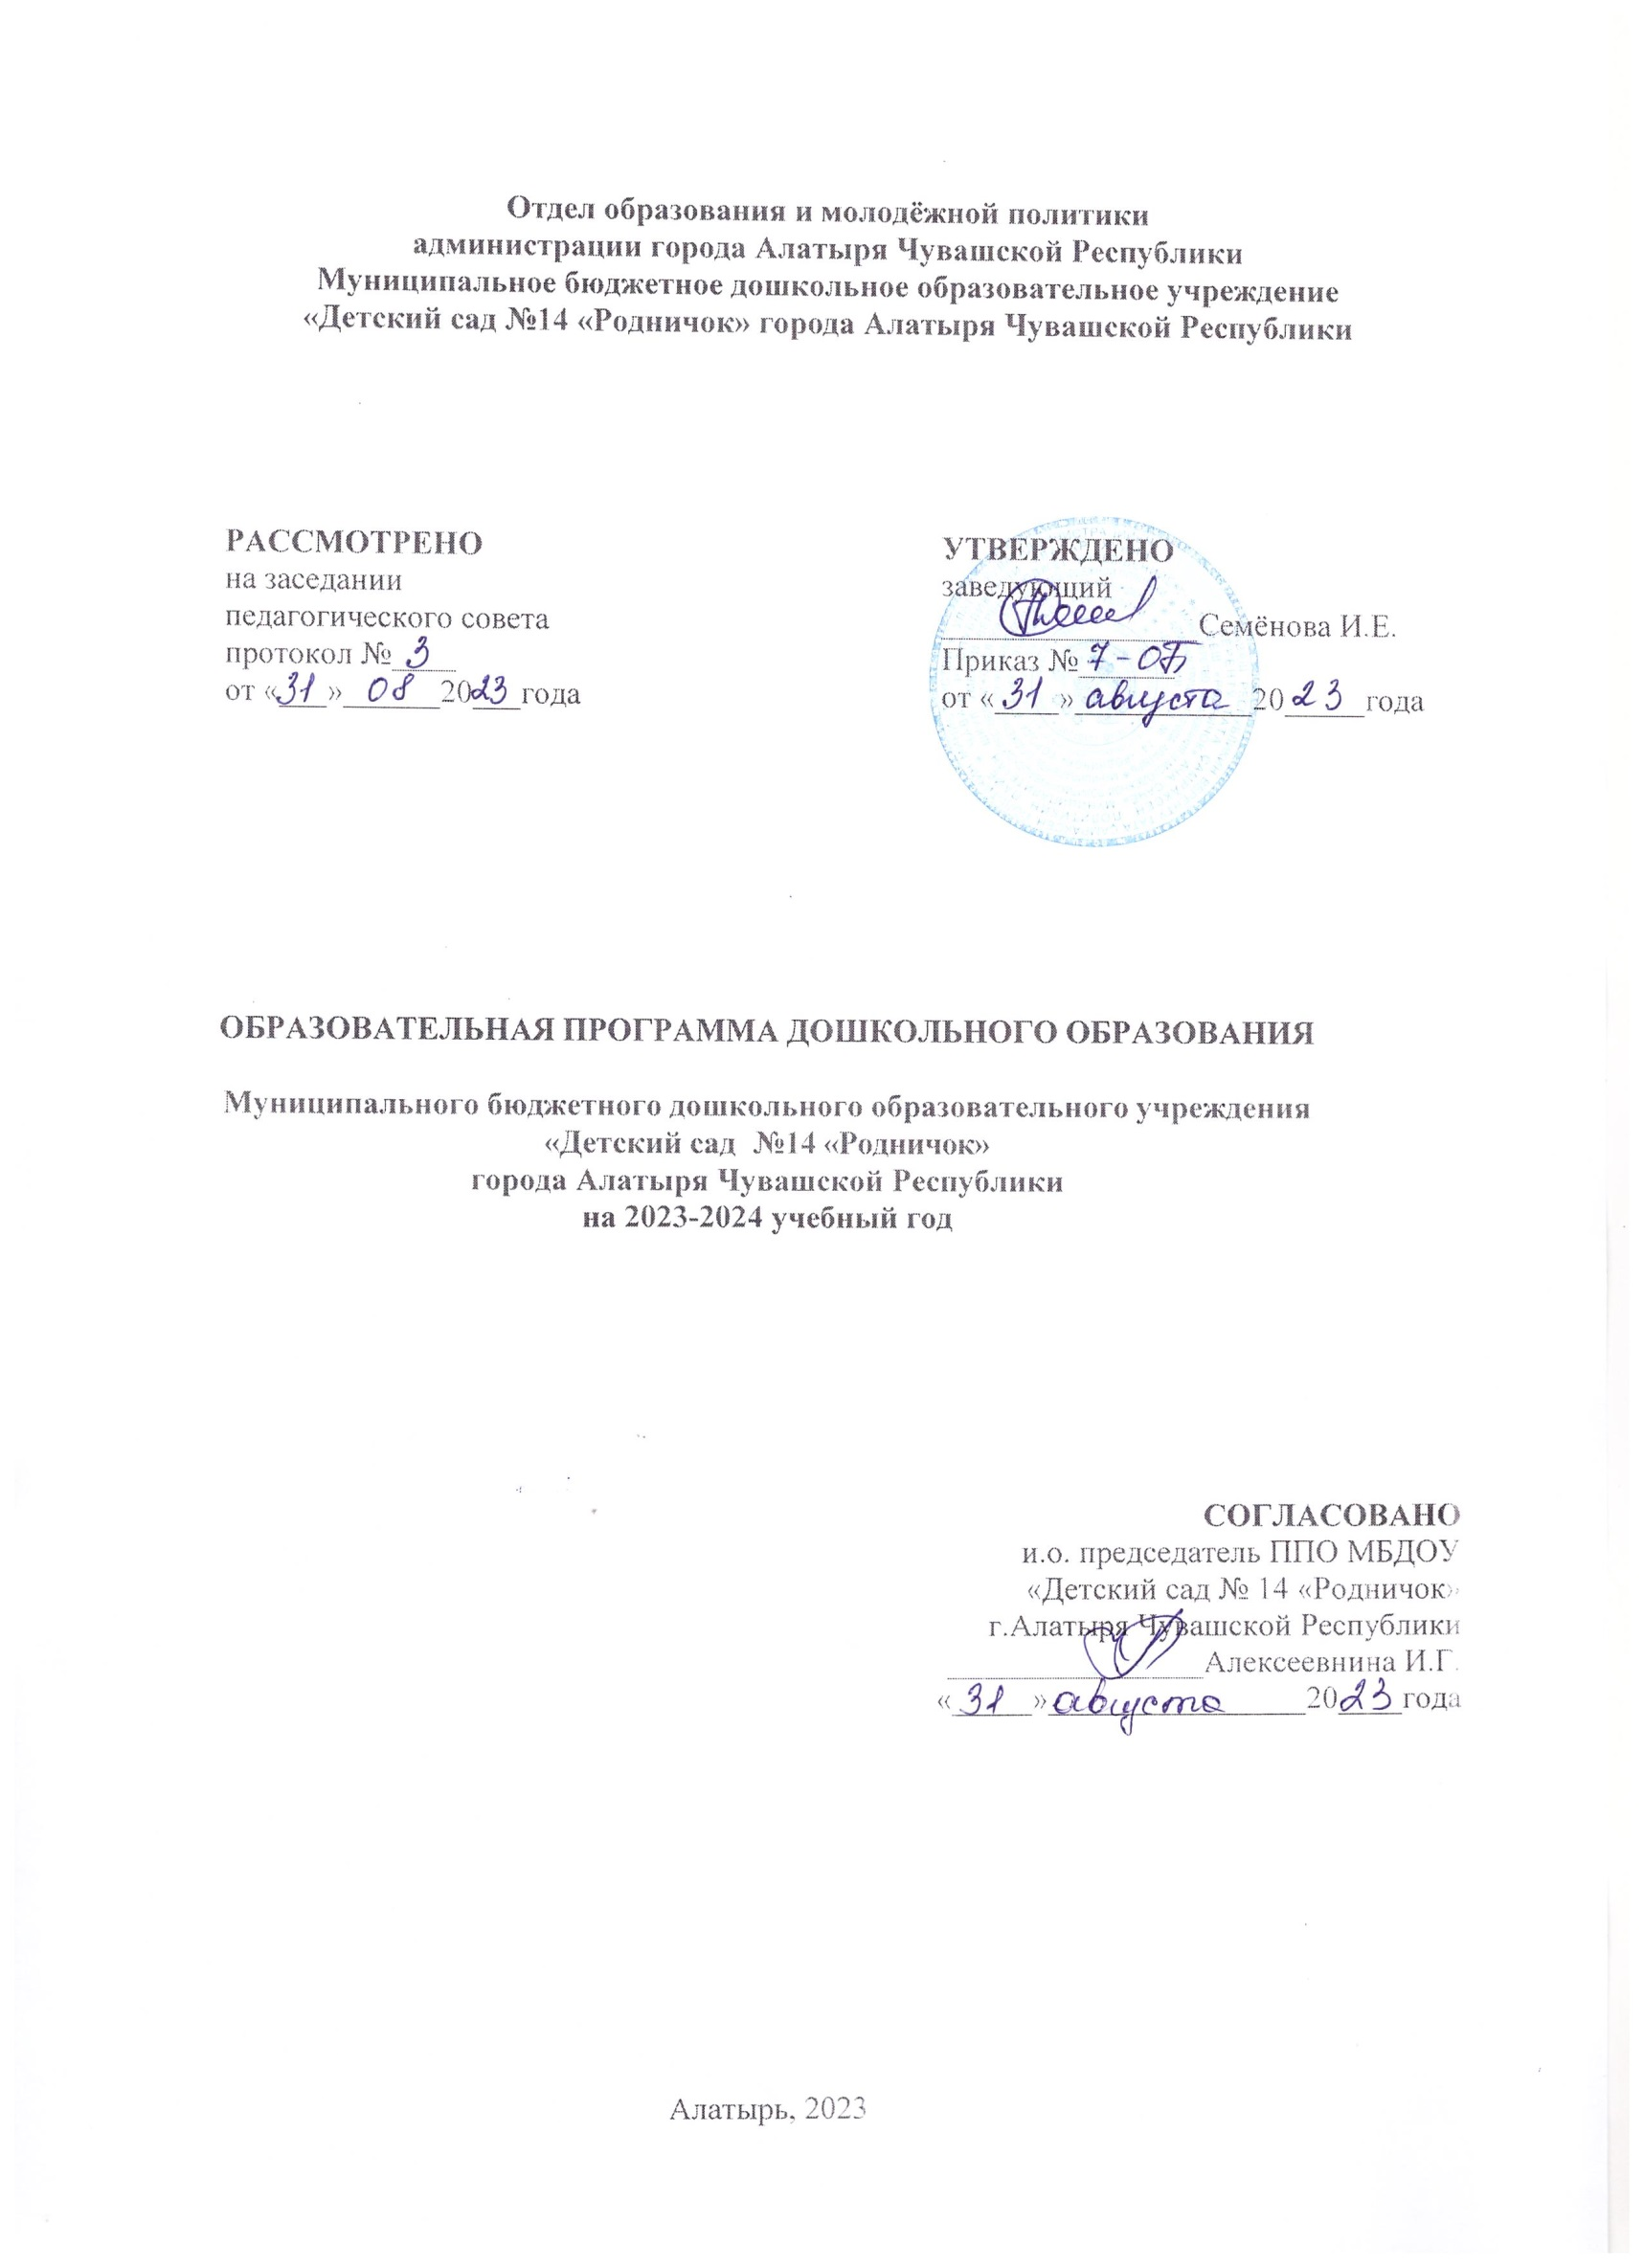 Отдел образования и молодёжной политики
администрации города Алатыря Чувашской Республики
Муниципальное бюджетное дошкольное образовательное учреждение
«Детский сад №14 «Родничок» города Алатыря Чувашской Республики
РАССМОТРЕНО
на заседании
педагогического совета
протокол № 3
от «31» 08 2023 года
УТВЕРЖДЕНО
заведующий
Семёнова И.Е.
Приказ № 7-ОБ
от «31» августа 2023 года
ОБРАЗОВАТЕЛЬНАЯ ПРОГРАММА ДОШКОЛЬНОГО ОБРАЗОВАНИЯ
Муниципального бюджетного дошкольного образовательного учреждения
«Детский сад №14 «Родничок»
города Алатыря Чувашской Республики
на 2023-2024 учебный год
СОГЛАСОВАНО
и.о. председатель ППО МБДОУ
«Детский сад № 14 «Родничок»
г.Алатыря Чувашской Республики
Алексеевнина И.Г.
«31» августа 2023 года
Алатырь, 2023